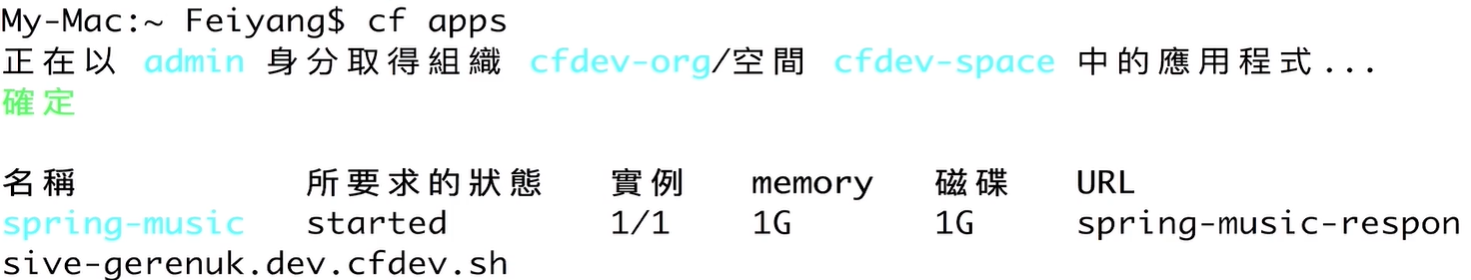 My-Mac:~ Feiyang$ cf apps
正在以 admin 身分取得組織 cfdev-org/空間 cfdev-space 中的應用程式...
確定
名稱 所要求的狀態 實例 memory 磁碟 URL
spring-music started 1/1 1G 1G spring-music-respon
sive-gerenuk.dev.cfdev.sh